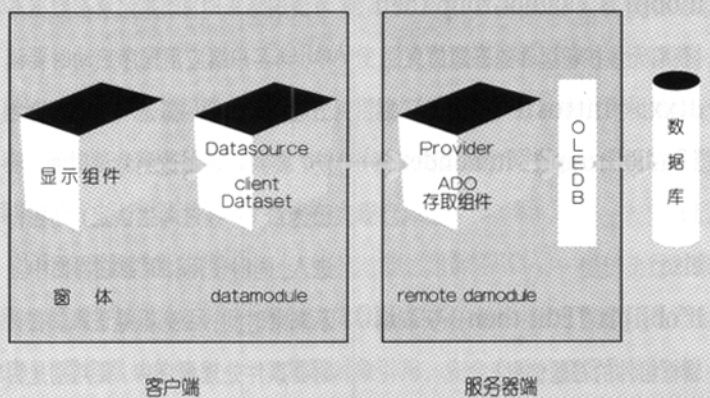 显示组件
窗 体
Datasource
client
Dataset
datamodule
Provider
ADO
存取组件
remote damodule
OLEDB
数据库
客户端
服务器端